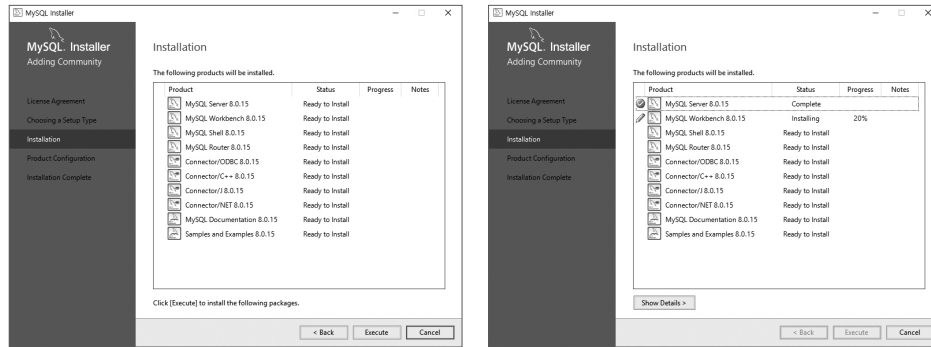 MySQL Installer
MySQL. Installer
Adding Community
License Agreement
Choosing a Setup Type
Installation
Product Configuration
Installation Complete
Installation
The following products will be installed.
Product Status Progress Notes
MySQL Server 8.0.15 Ready to Install
MySQL Workbench 8.0.15 Ready to Install
MySQL Shell 8.0.15 Ready to Install
MySQL Router 8.0.15 Ready to Install
Connector/ODBC 8.0.15 Ready to Install
Connector/C++ 8.0.15 Ready to Install
Connector/J 8.0.15 Ready to Install
Connector/NET 8.0.15 Ready to Install
MySQL Documentation 8.0.15 Ready to Install
Samples and Examples 8.0.15 Ready to Install
Click [Execute] to install the following packages.
< Back Execute Cancel
MySQL Installer
MySQL. Installer
Adding Community
License Agreement
Choosing a Setup Type
Installation
Product Configuration
Installation Complete
Installation
The following products will be installed.
Product Status Progress Notes
MySQL Server 8.0.15 Complete
MySQL Workbench 8.0.15 Installing 20%
MySQL Shell 8.0.15 Ready to Install
MySQL Router 8.0.15 Ready to Install
Connector/ODBC 8.0.15 Ready to Install
Connector/C++ 8.0.15 Ready to Install
Connector/J 8.0.15 Ready to Install
Connector/NET 8.0.15 Ready to Install
MySQL Documentation 8.0.15 Ready to Install
Samples and Examples 8.0.15 Ready to Install
Show Details >
< Back Execute Cancel